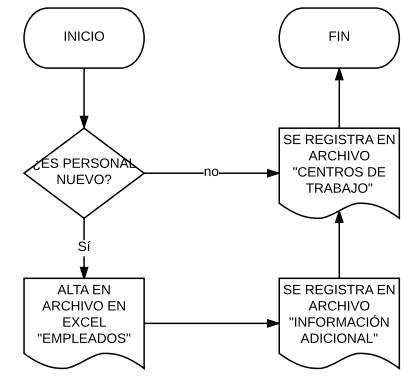 INICIO
FIN
¿ES PERSONAL
NUEVO?
no
SE REGISTRA EN
ARCHIVO
"CENTROS DE
TRABAJO"
Sí
ALTA EN
ARCHIVO EN
EXCEL
"EMPLEADOS"
SE REGISTRA EN
ARCHIVO
"INFORMACIÓN
ADICIONAL"